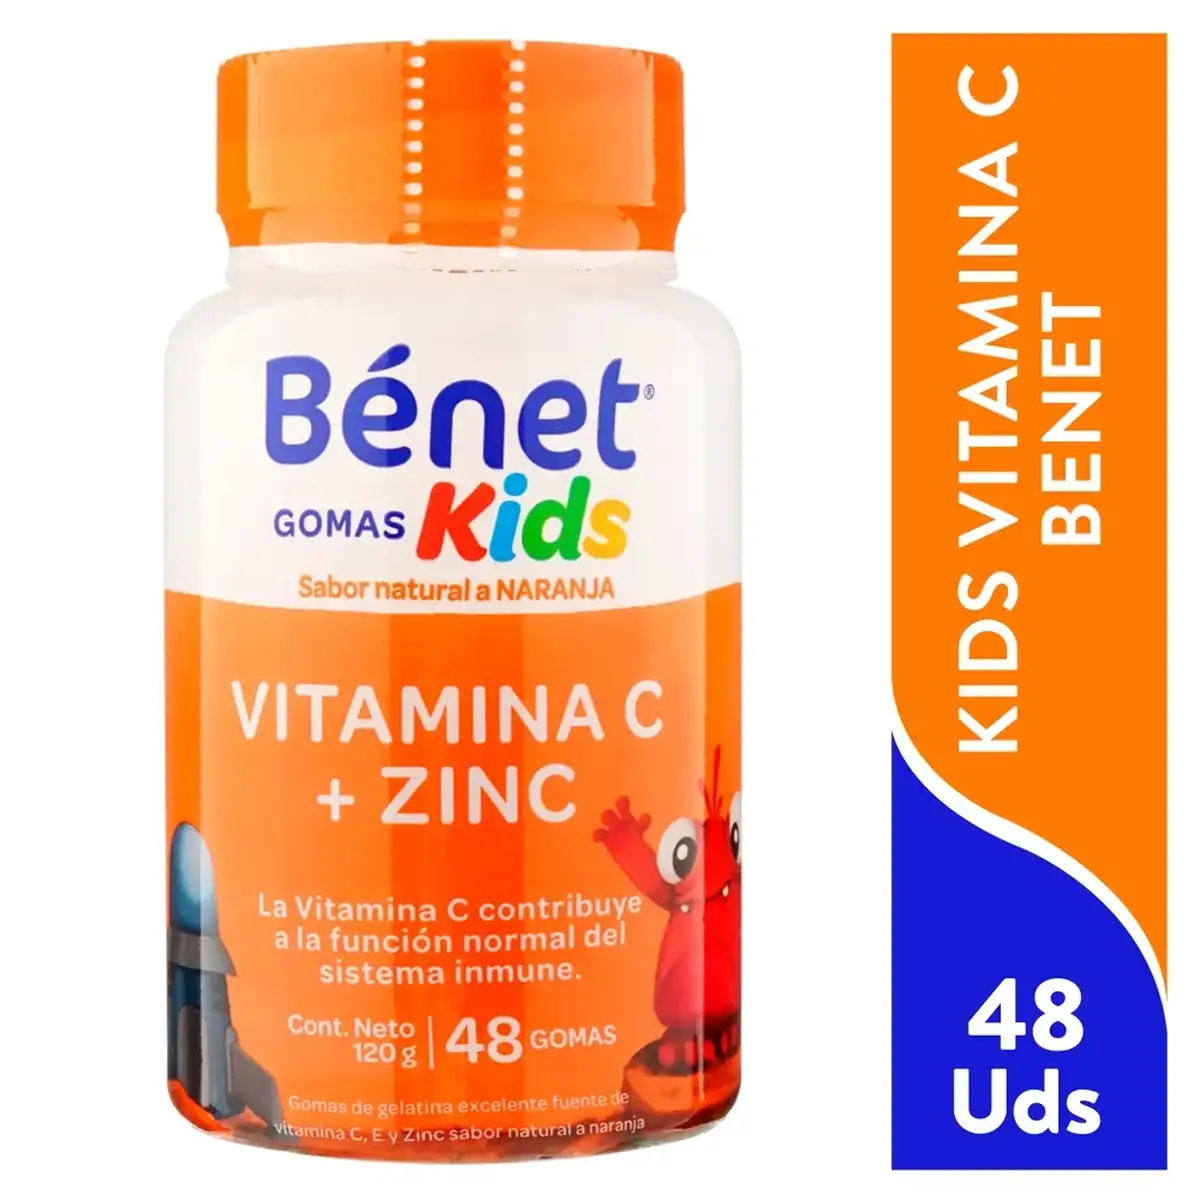 Bénet®
GOMAS Kids
Sabor natural a NARANJA
VITAMINA C
+ ZINC
La Vitamina C contribuye
a la función normal del
sistema inmune.
Cont. Neto
120 g
48 GOMAS
Gomas de gelatina excelente fuente de
vitamina C, E y Zinc sabor natural a naranja
KIDS VITAMINA C
BENET
48
Uds